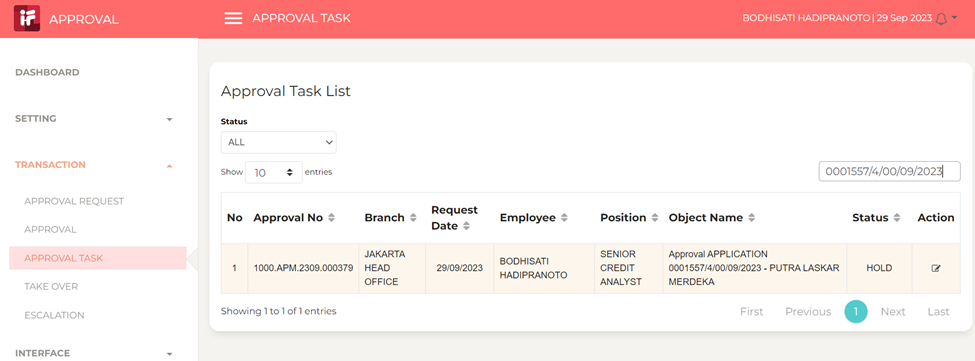 iF APPROVAL
APPROVAL TASK
BODHISATI HADIPRANOTO | 29 Sep 2023
DASHBOARD
SETTING
TRANSACTION
APPROVAL REQUEST
APPROVAL
APPROVAL TASK
TAKE OVER
ESCALATION
INTERFACE
Approval Task List
Status
ALL
Show 10 entries
0001557/4/00/09/2023
No Approval No Branch Request Employee Position Object Name Status Action
Date
1 1000.APM.2309.000379 JAKARTA 29/09/2023 BODHISATI SENIOR Approval APPLICATION HOLD
HEAD HADIPRANOTO CREDIT 0001557/4/00/09/2023 - PUTRA LASKAR
OFFICE ANALYST MERDEKA
Showing 1 to 1 of 1 entries
First Previous 1 Next Last